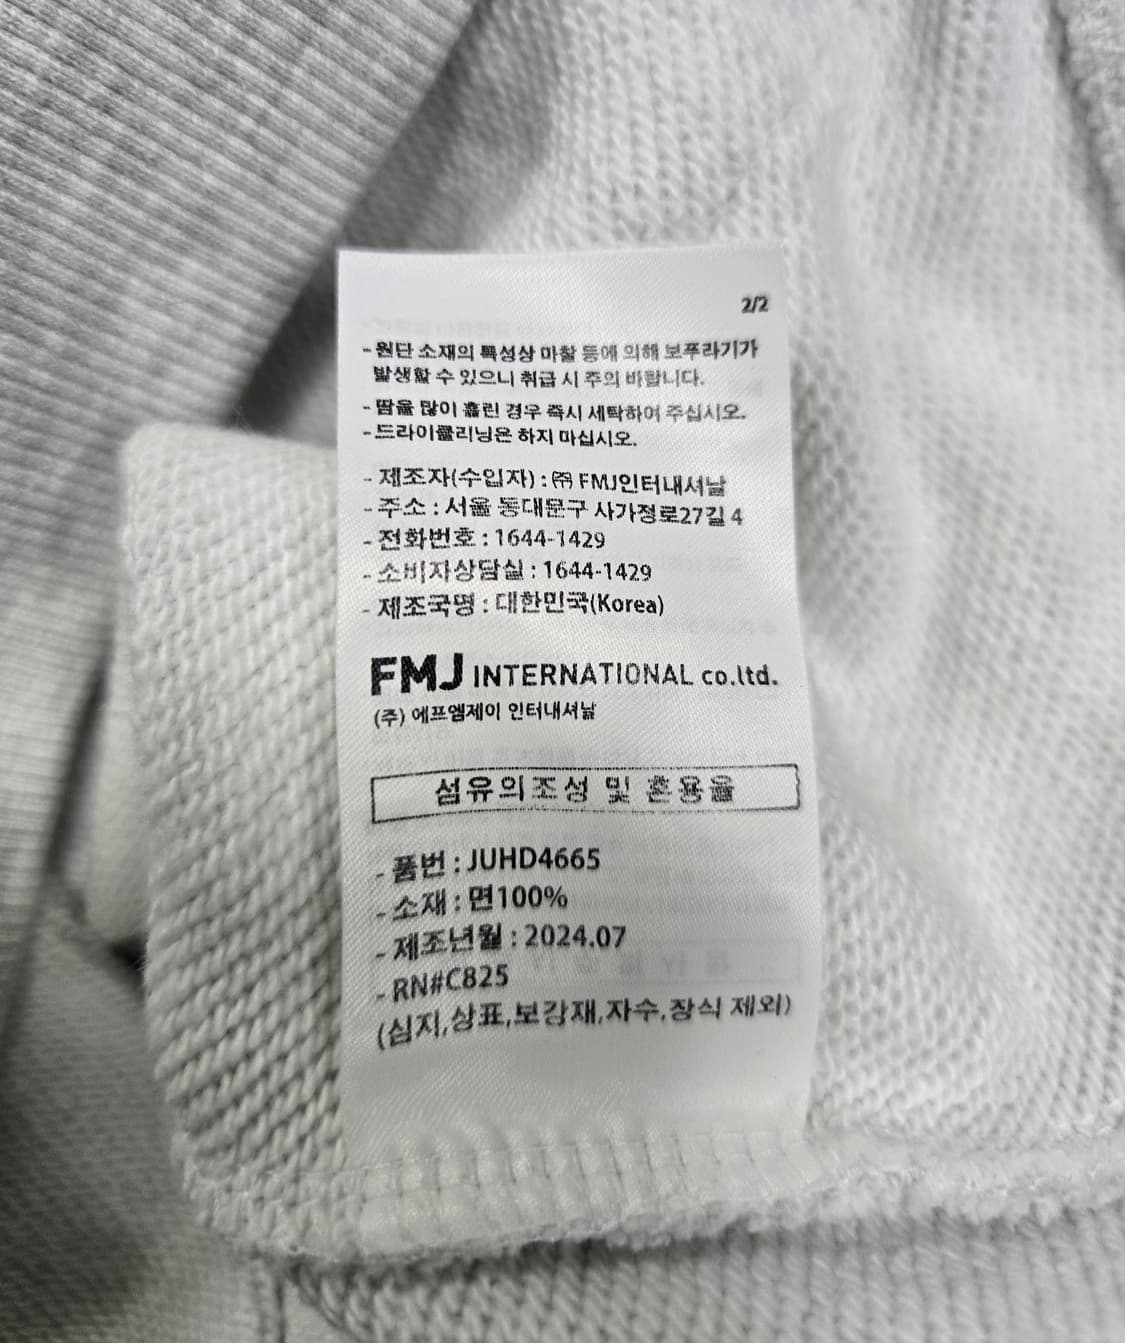 2/2
- 원단 소재의 특성상 마찰 등에 의해 보푸라기가
발생할 수 있으니 취급 시 주의 바랍니다.
- 땀을 많이 흘린 경우 즉시 세탁하여 주십시오.
- 드라이클리닝은 하지 마십시오.
- 제조자(수입자) : ㈜ FMJ인터내셔날
- 주소 : 서울 동대문구 사가정로27길 4
- 전화번호 : 1644-1429
- 소비자상담실 : 1644-1429
- 제조국명 : 대한민국(Korea)
FMJ INTERNATIONAL co.ltd.
(주) 에프엠제이 인터내셔날
섬유의조성 및 혼용율
- 품번 : JUHD4665
- 소재 : 면100%
- 제조년월 : 2024.07
- RN#C825
(심지,상표,보강재,자수,장식 제외)